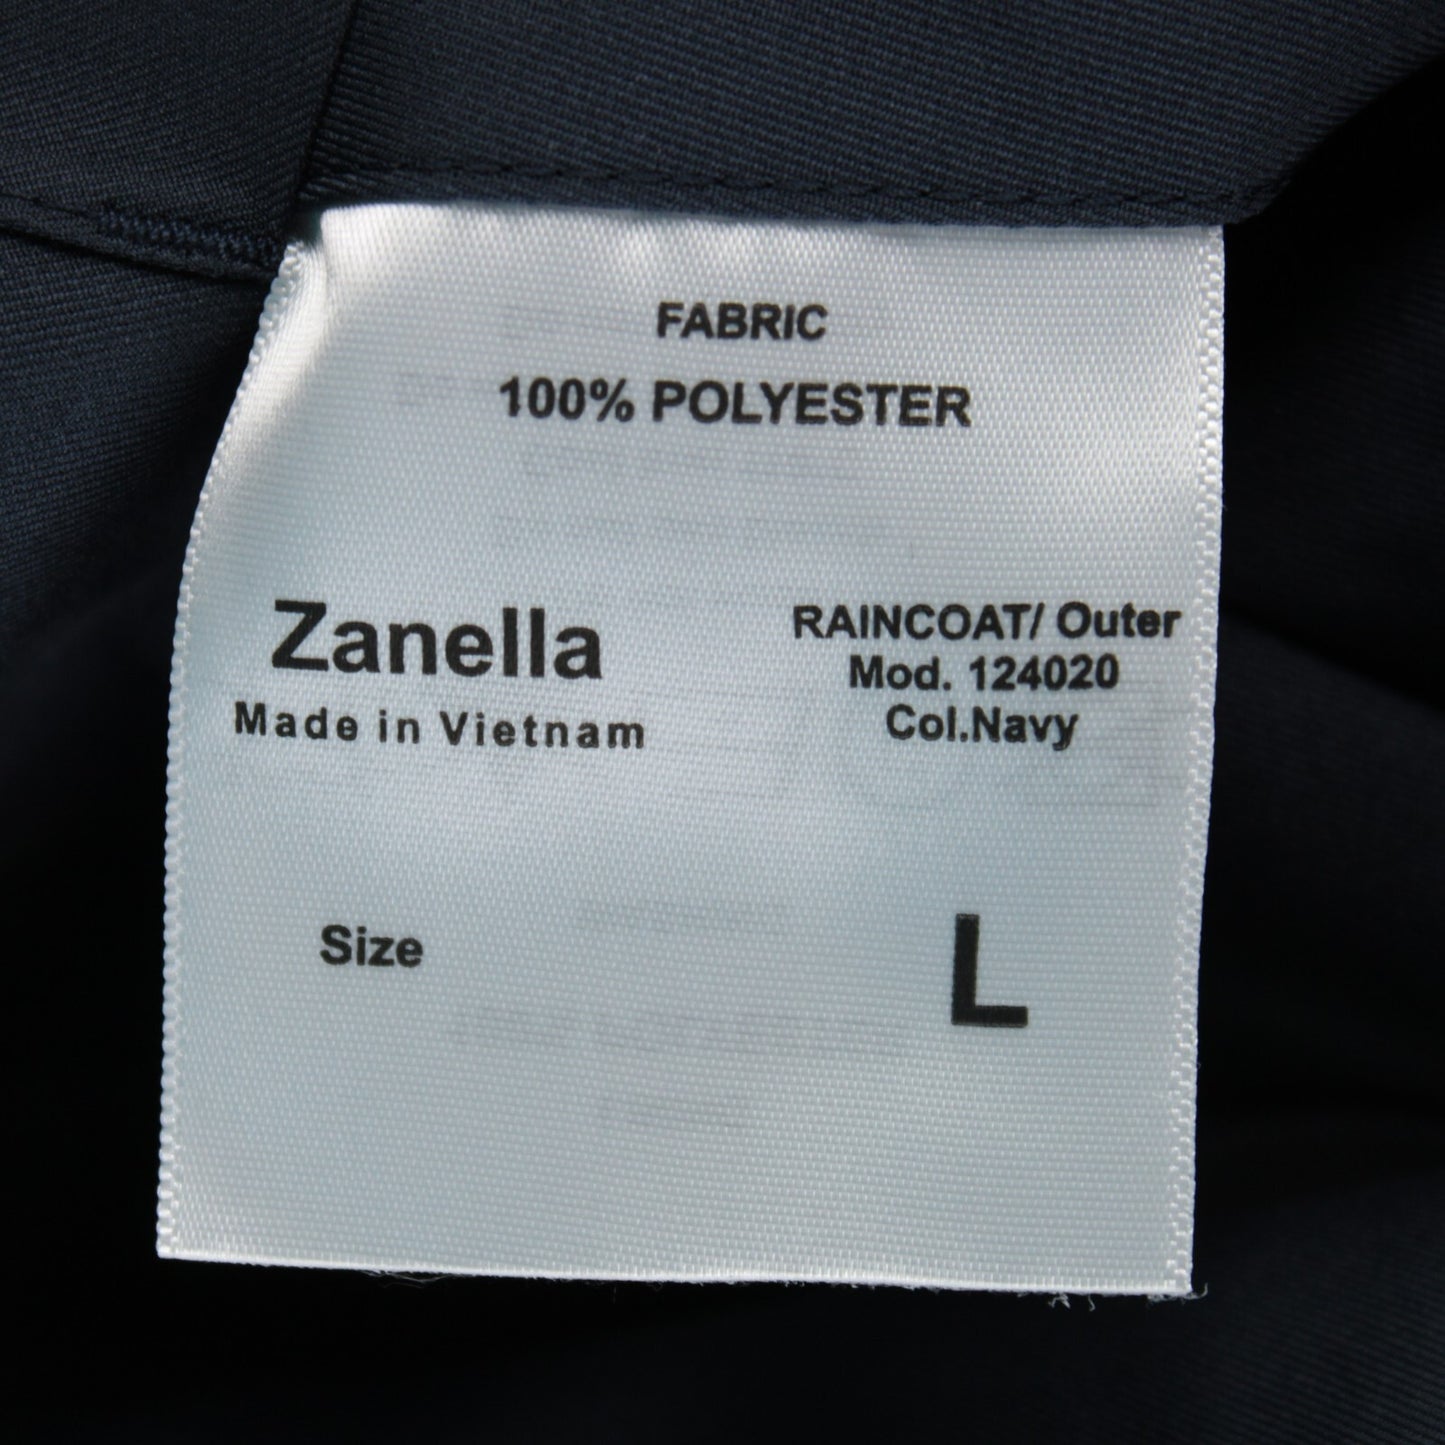 FABRIC
100% POLYESTER
Zanella
Made in Vietnam
RAINCOAT/ Outer
Mod. 124020
Col.Navy
Size L